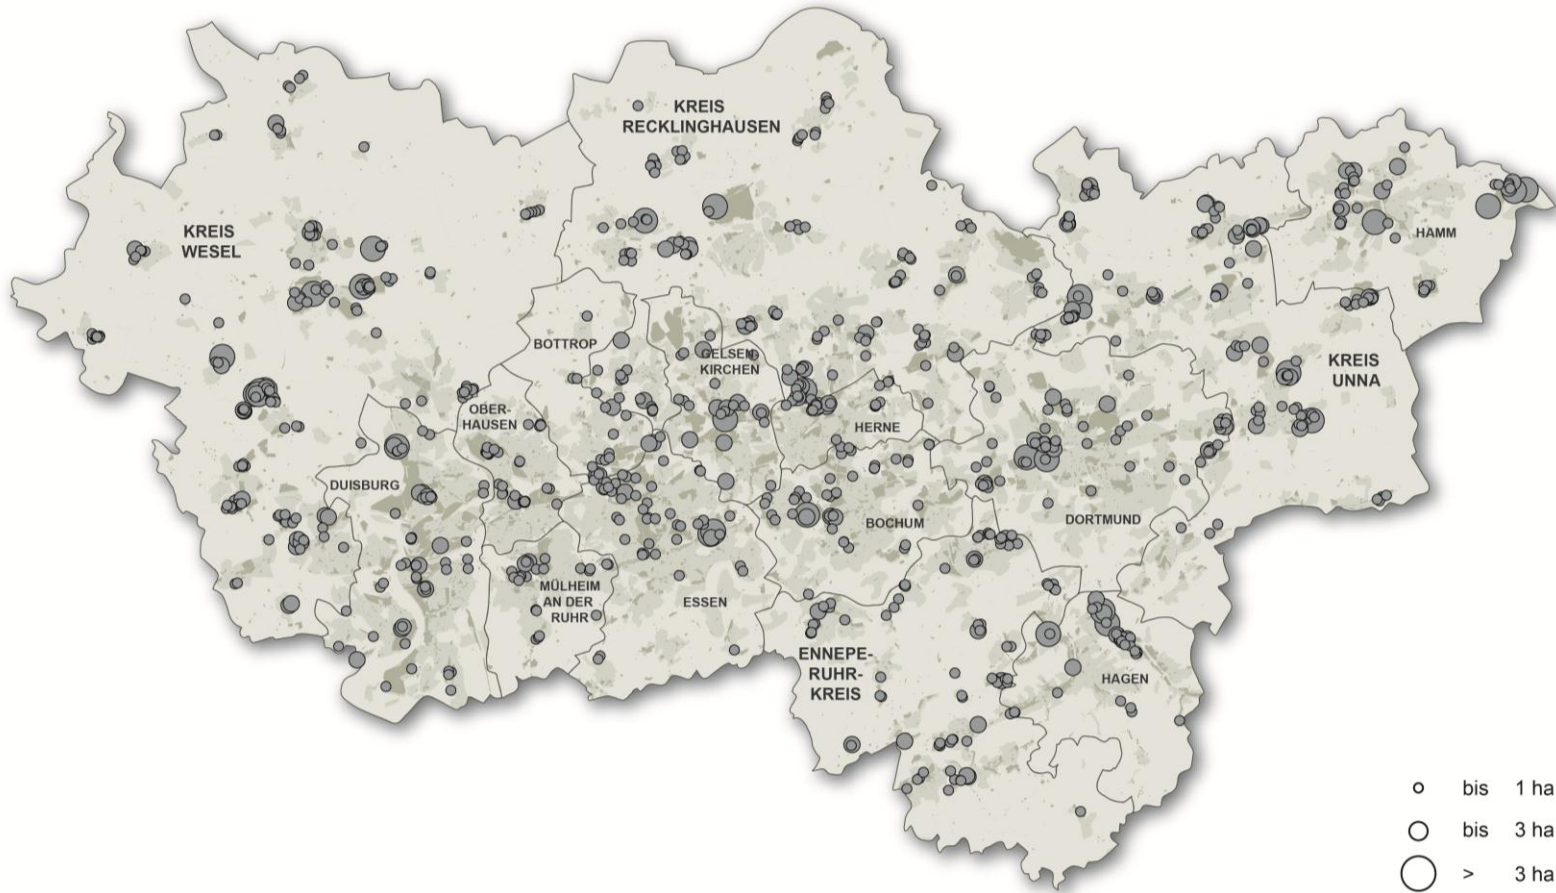 KREIS
RECKLINGHAUSEN
KREIS
WESEL
HAMM
BOTTROP
GELSEN-
KIRCHEN
KREIS
UNNA
OBER-
HAUSEN
HERNE
DUISBURG
BOCHUM
DORTMUND
MÜLHEIM
AN DER
RUHR
ESSEN
ENNEPE-
RUHR-
KREIS
HAGEN
bis 1 ha
bis 3 ha
> 3 ha